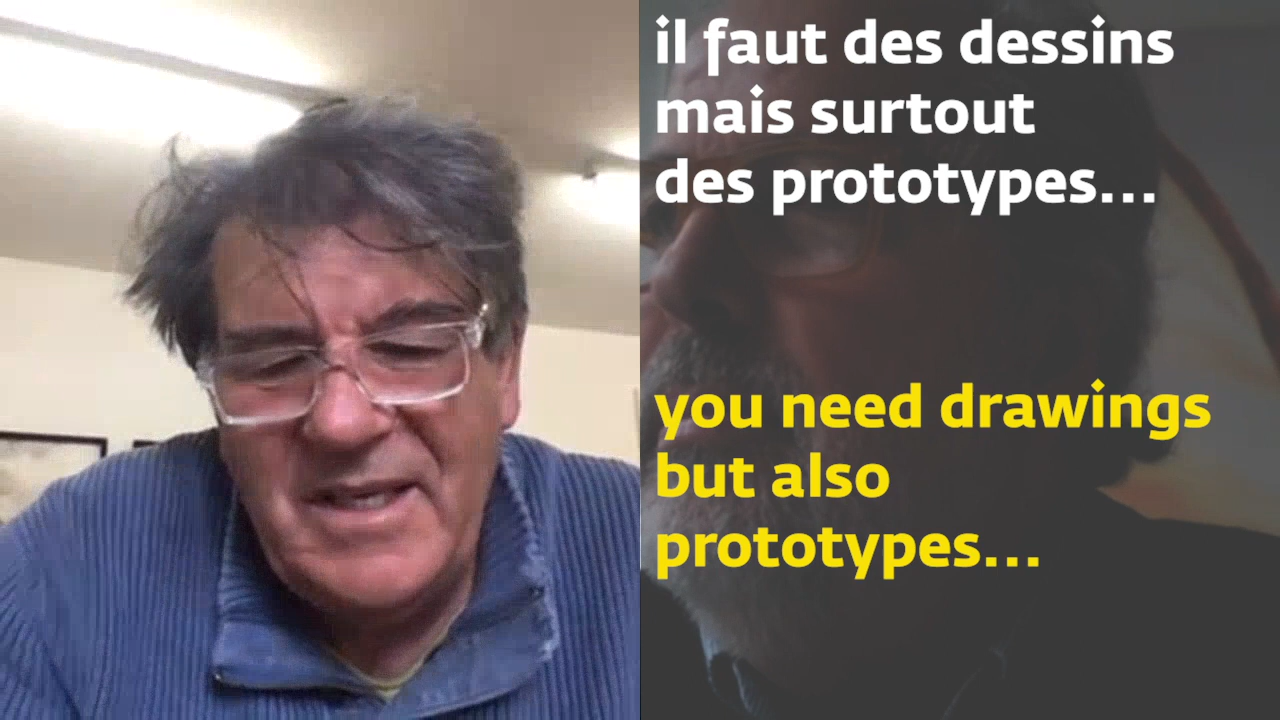 il faut des dessins
mais surtout
des prototypes...
you need drawings
but also
prototypes...